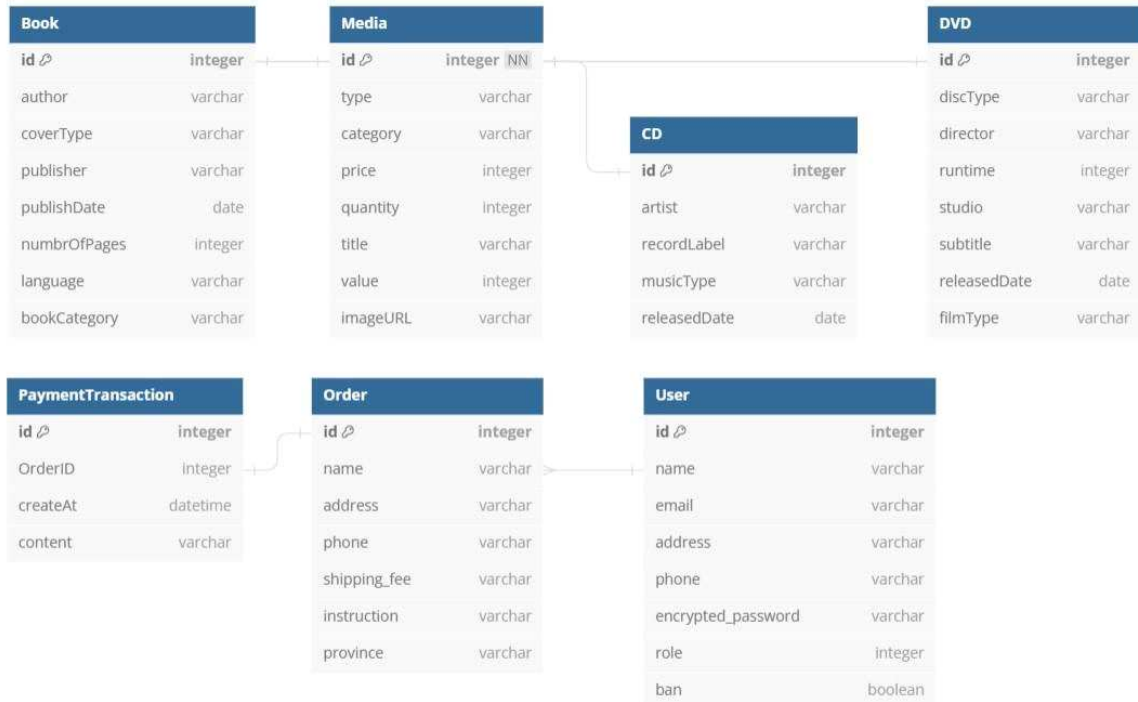 Book
id integer
author varchar
coverType varchar
publisher varchar
publishDate date
numbrOfPages integer
language varchar
bookCategory varchar
Media
id integer NN
type varchar
category varchar
price integer
quantity integer
title varchar
value integer
imageURL varchar
CD
id integer
artist varchar
recordLabel varchar
musicType varchar
releasedDate date
DVD
id integer
discType varchar
director varchar
runtime integer
studio varchar
subtitle varchar
releasedDate date
filmType varchar
PaymentTransaction
id integer
OrderID integer
createAt datetime
content varchar
Order
id integer
name varchar
address varchar
phone varchar
shipping_fee varchar
instruction varchar
province varchar
User
id integer
name varchar
email varchar
address varchar
phone varchar
encrypted_password varchar
role integer
ban boolean